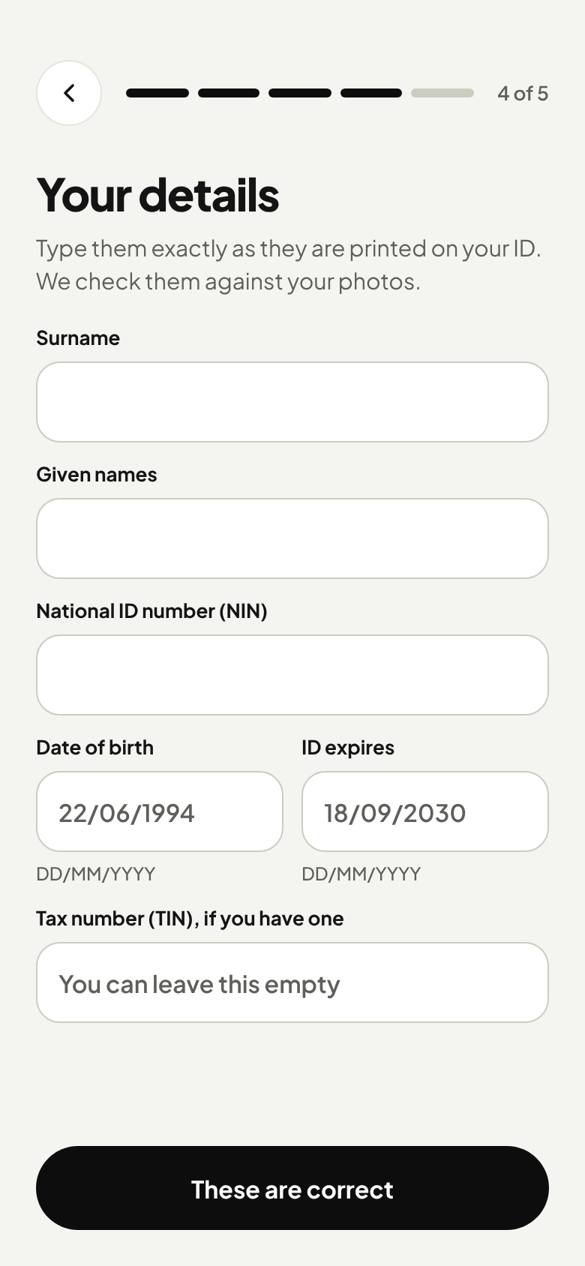 4 of 5
Your details
Type them exactly as they are printed on your ID.
We check them against your photos.
Surname
Given names
National ID number (NIN)
Date of birth
ID expires
22/06/1994
18/09/2030
DD/MM/YYYY
DD/MM/YYYY
Tax number (TIN), if you have one
You can leave this empty
These are correct